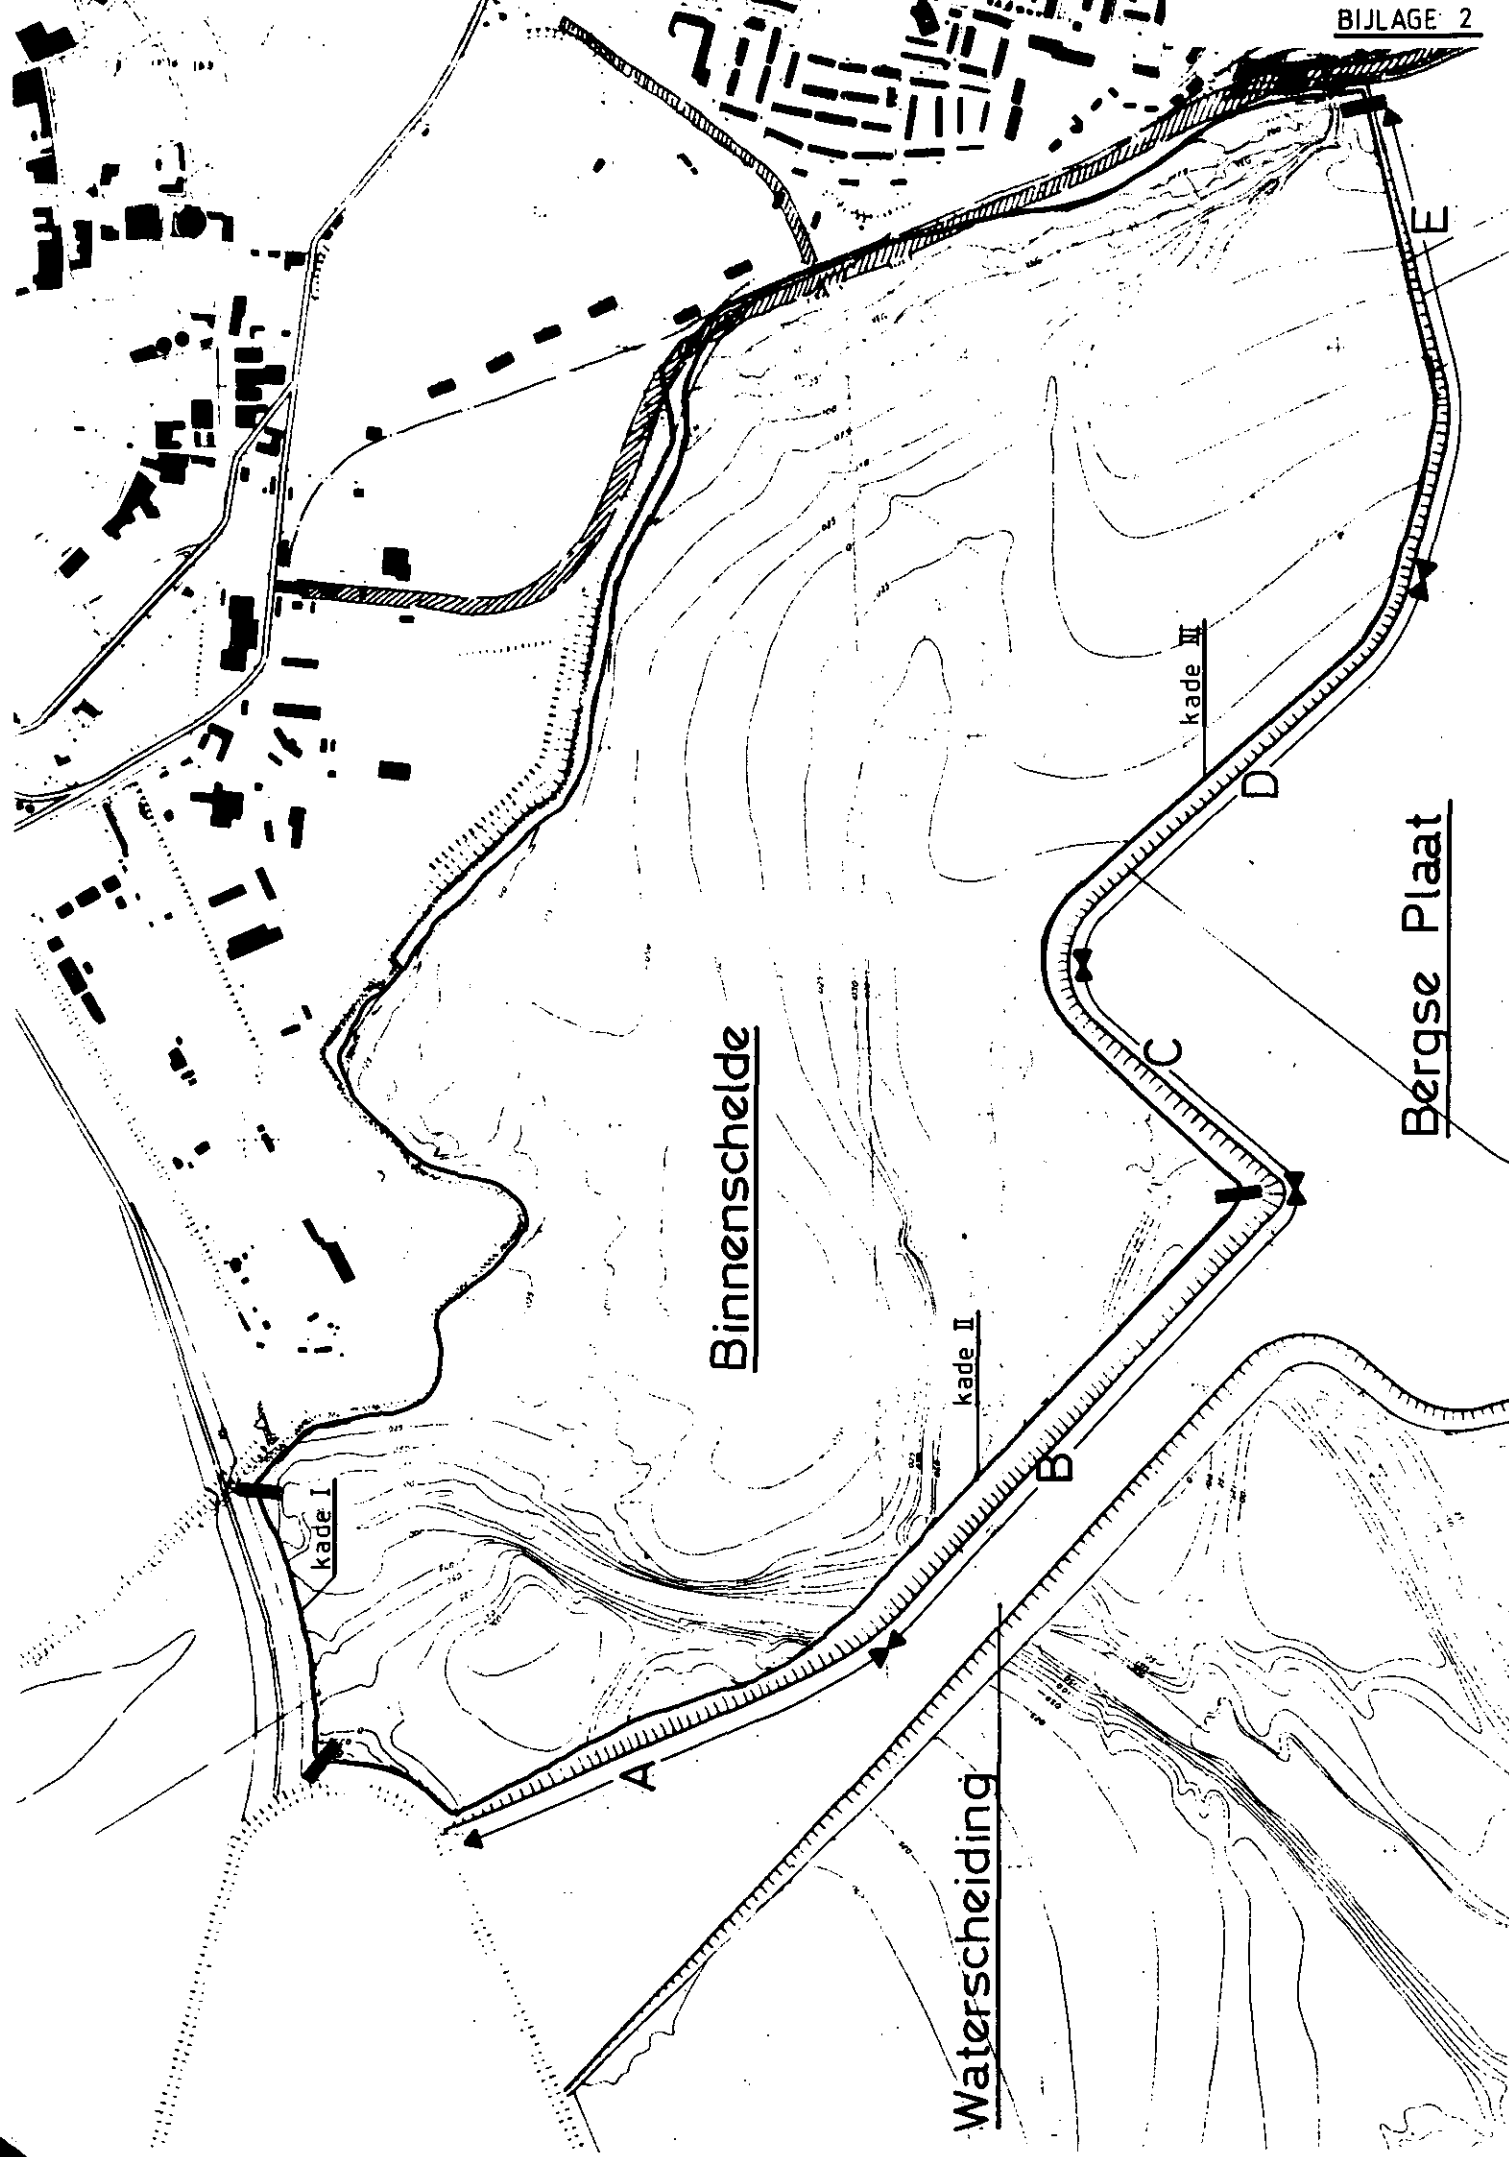 BIJLAGE 2
E
kade III
D
Bergse Plaat
C
Binnenschelde
kade II
B
kade I
A
Waterscheiding